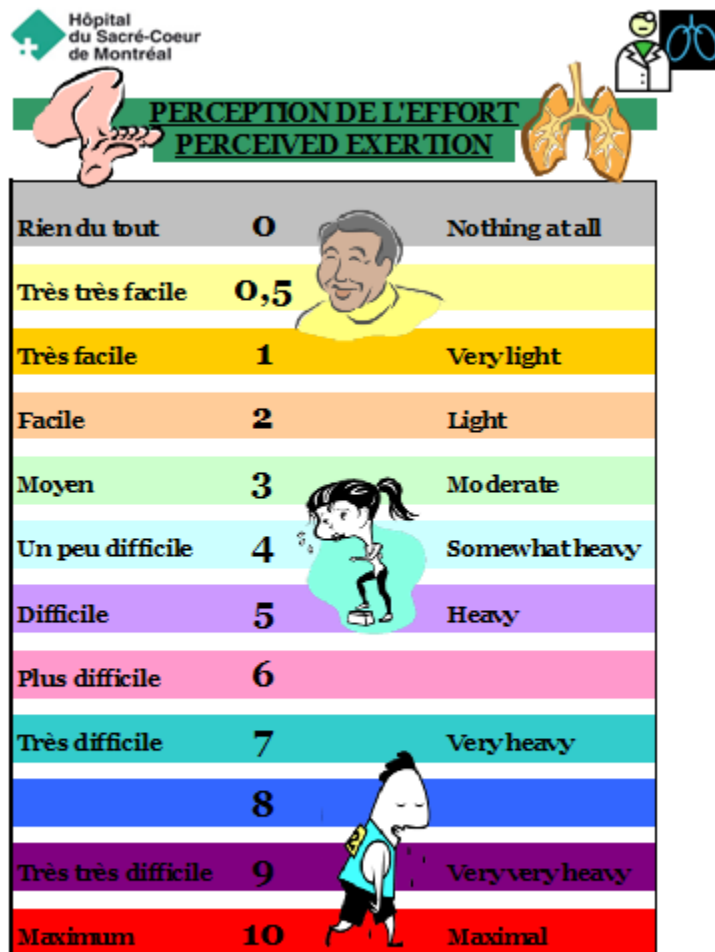 Hôpital
du Sacré-Coeur
de Montréal
PERCEPTION DE L'EFFORT
PERCEIVED EXERTION
Rien du tout 0 Nothing at all
Très très facile 0,5
Très facile 1 Very light
Facile 2 Light
Moyen 3 Moderate
Un peu difficile 4 Somewhat heavy
Difficile 5 Heavy
Plus difficile 6
Très difficile 7 Very heavy
8
Très très difficile 9 Very very heavy
Maximum 10 Maximal